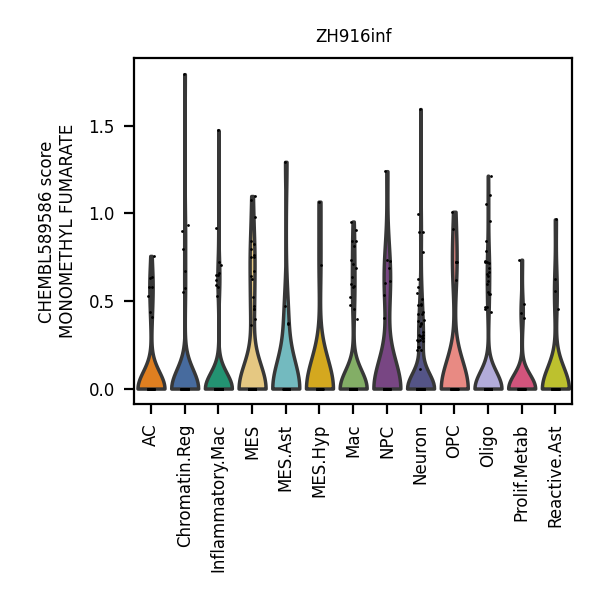 ZH916inf
CHEMBL589586 score
MONOMETHYL FUMARATE
1.5
1.0
0.5
0.0
AC
Chromatin.Reg
Inflammatory.Mac
MES
MES.Ast
MES.Hyp
Mac
NPC
Neuron
OPC
Oligo
Prolif.Metab
Reactive.Ast